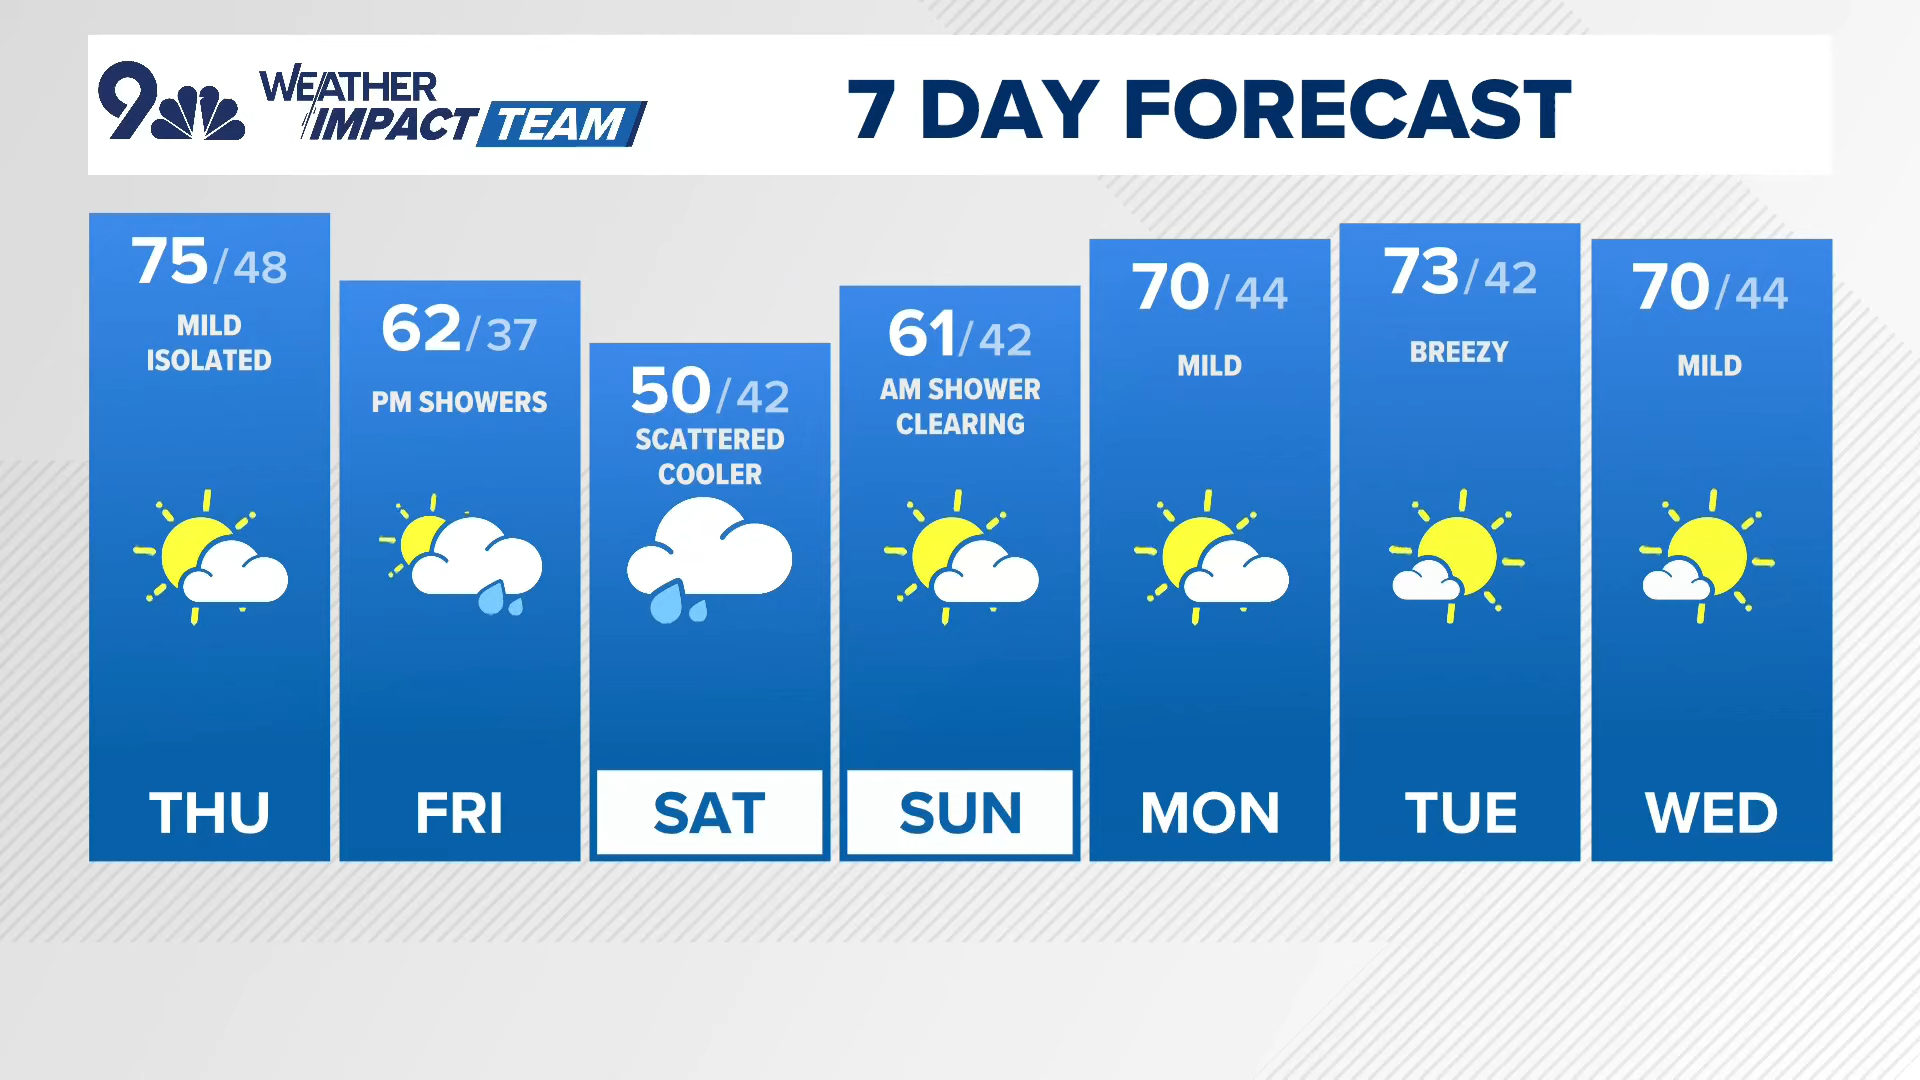 9 WEATHER IMPACT TEAM
7 DAY FORECAST
75/48
MILD
ISOLATED
THU
62/37
PM SHOWERS
FRI
50/42
SCATTERED
COOLER
SAT
61/42
AM SHOWER
CLEARING
SUN
70/44
MILD
MON
73/42
BREEZY
TUE
70/44
MILD
WED